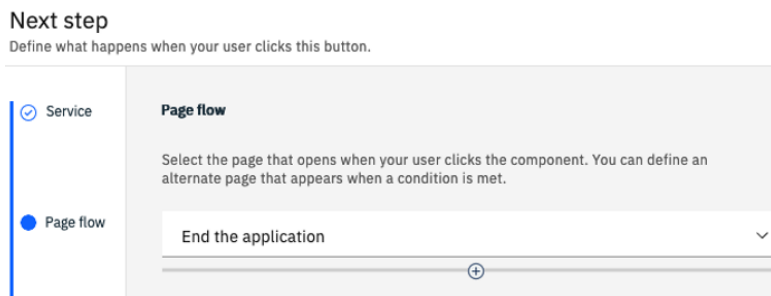 Next step
Define what happens when your user clicks this button.
Service
Page flow
Select the page that opens when your user clicks the component. You can define an
alternate page that appears when a condition is met.
Page flow
End the application